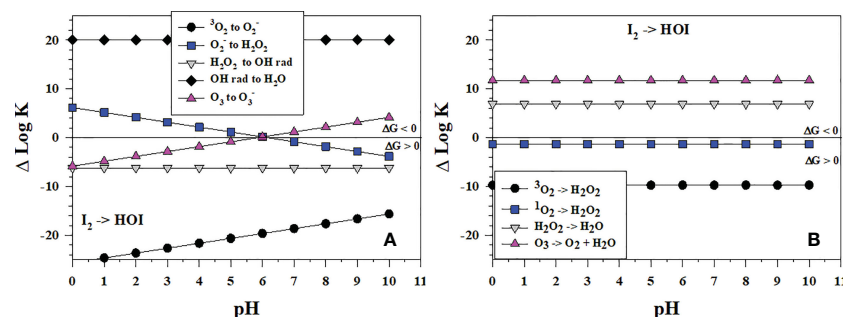 ³O₂ to O₂⁻
O₂⁻ to H₂O₂
H₂O₂ to OH rad
OH rad to H₂O
O₃ to O₃⁻
20
10
0
-10
-20
Δ Log K
ΔG < 0
ΔG > 0
I₂ -> HOI
A
0 1 2 3 4 5 6 7 8 9 10 11
pH
I₂ -> HOI
20
10
0
-10
-20
Δ Log K
ΔG < 0
ΔG > 0
³O₂ -> H₂O₂
¹O₂ -> H₂O₂
H₂O₂ -> H₂O
O₃ -> O₂ + H₂O
B
0 1 2 3 4 5 6 7 8 9 10 11
pH